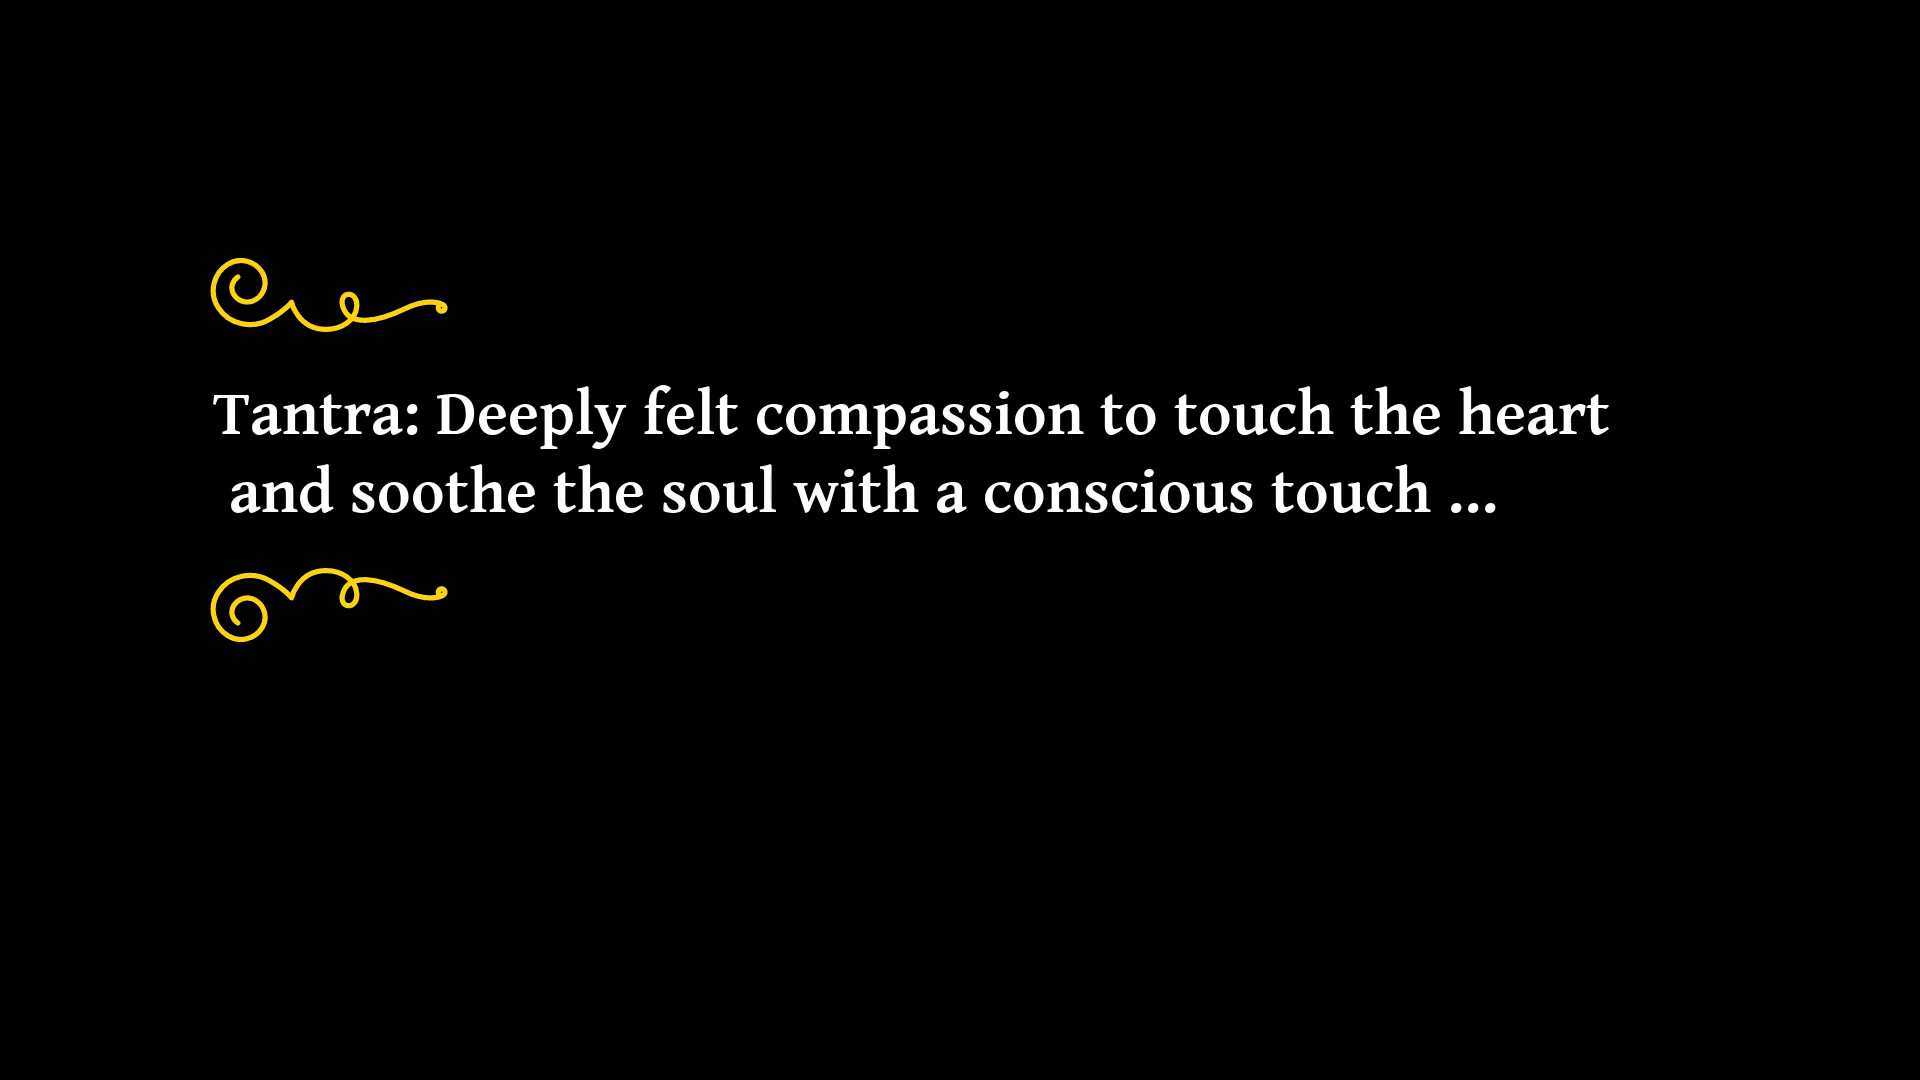 Tantra: Deeply felt compassion to touch the heart
and soothe the soul with a conscious touch ...